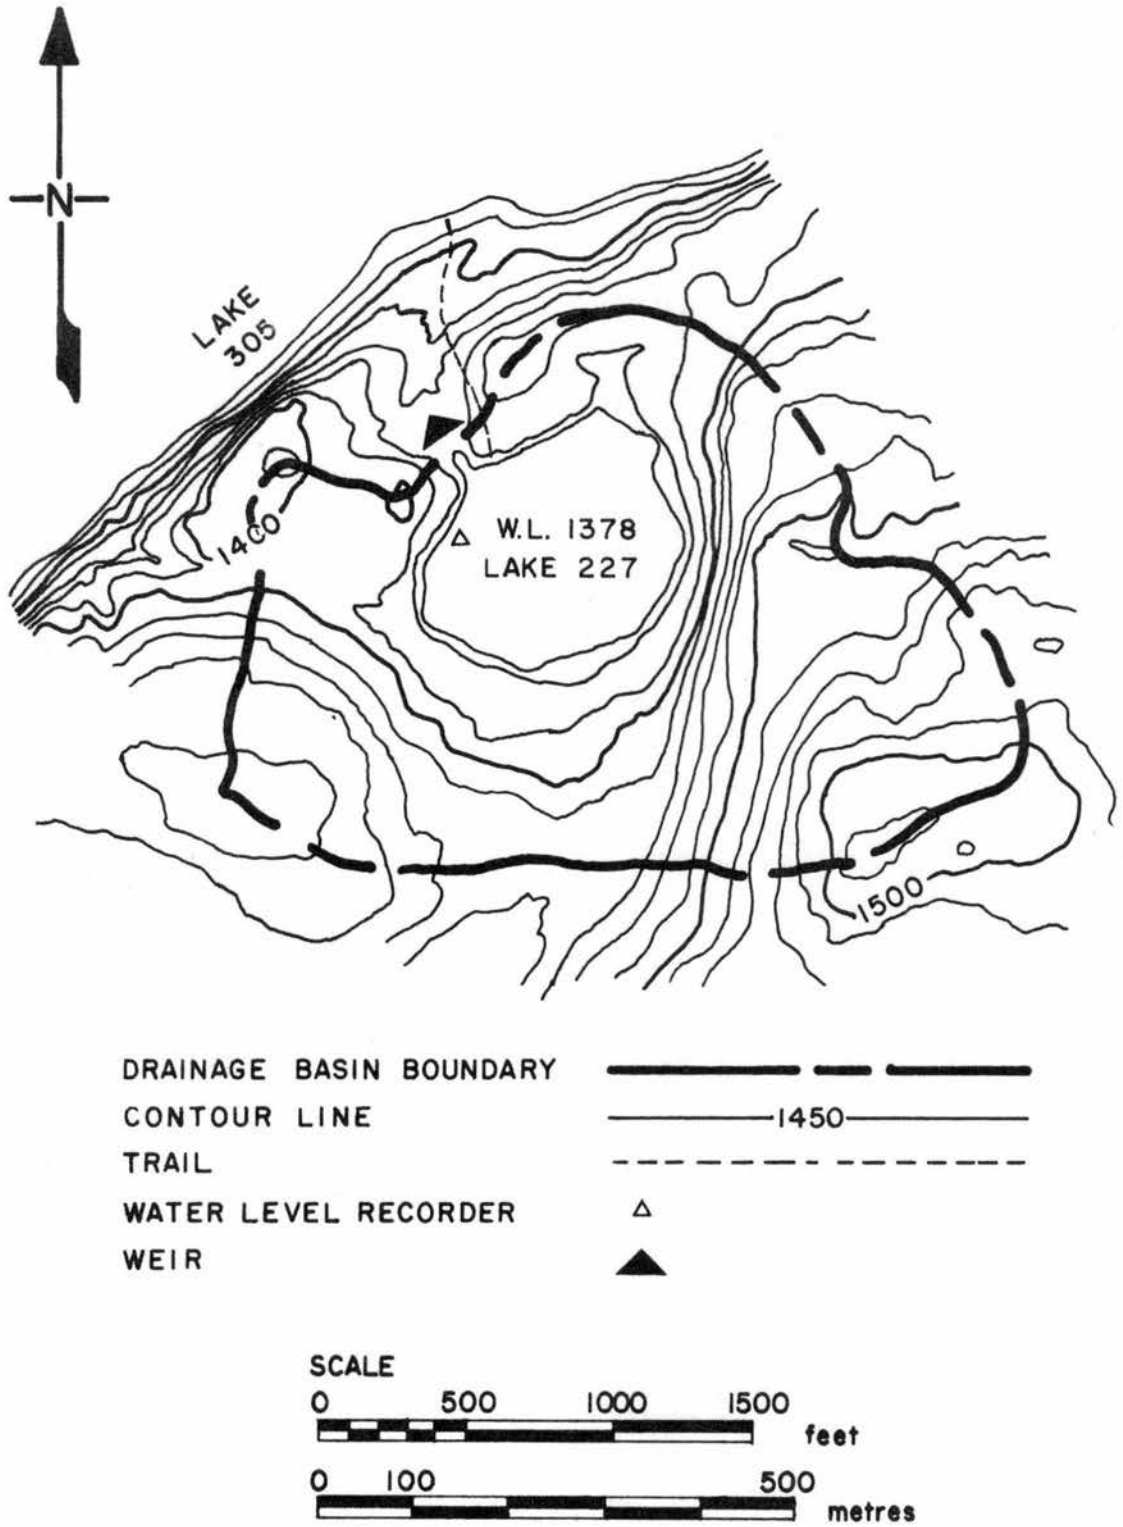 N
LAKE
305
1400
W.L. 1378
LAKE 227
1500
DRAINAGE BASIN BOUNDARY
CONTOUR LINE 1450
TRAIL
WATER LEVEL RECORDER
WEIR
SCALE
0 500 1000 1500
feet
0 100 500
metres